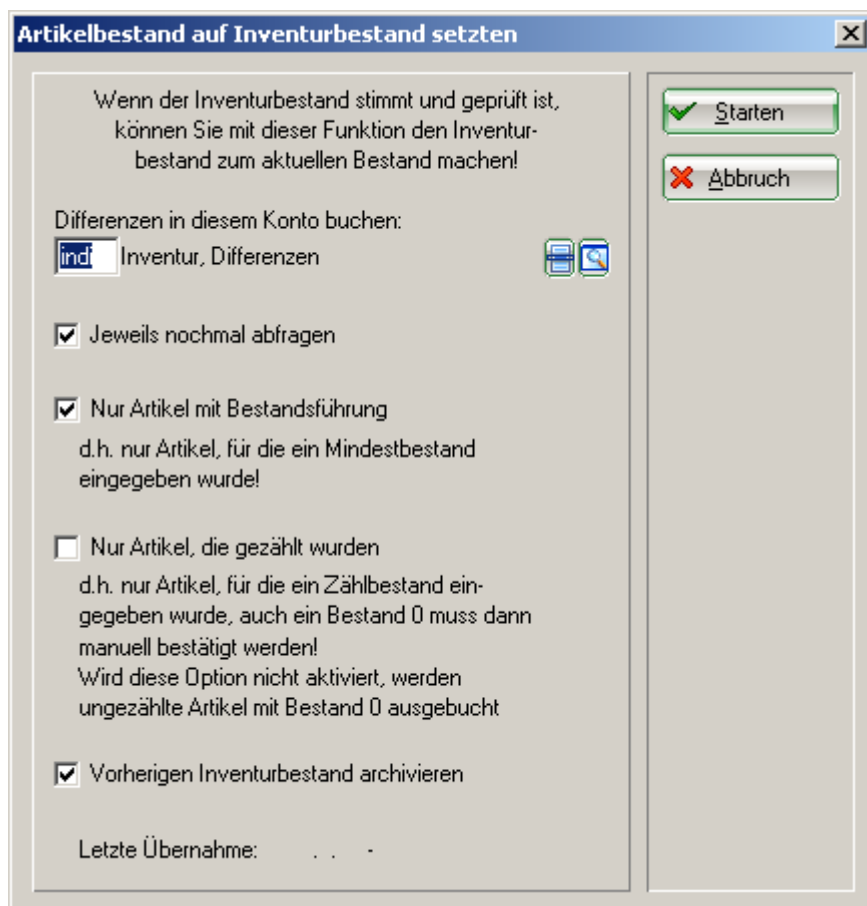 Artikelbestand auf Inventurbestand setzten
Wenn der Inventurbestand stimmt und geprüft ist,
können Sie mit dieser Funktion den Inventur-
bestand zum aktuellen Bestand machen!
Differenzen in diesem Konto buchen:
indi Inventur, Differenzen
Jeweils nochmal abfragen
Nur Artikel mit Bestandsführung
d.h. nur Artikel, für die ein Mindestbestand
eingegeben wurde!
Nur Artikel, die gezählt wurden
d.h. nur Artikel, für die ein Zählbestand ein-
gegeben wurde, auch ein Bestand 0 muss dann
manuell bestätigt werden!
Wird diese Option nicht aktiviert, werden
ungezählte Artikel mit Bestand 0 ausgebucht
Vorherigen Inventurbestand archivieren
Letzte Übernahme: . . -
Starten
Abbruch